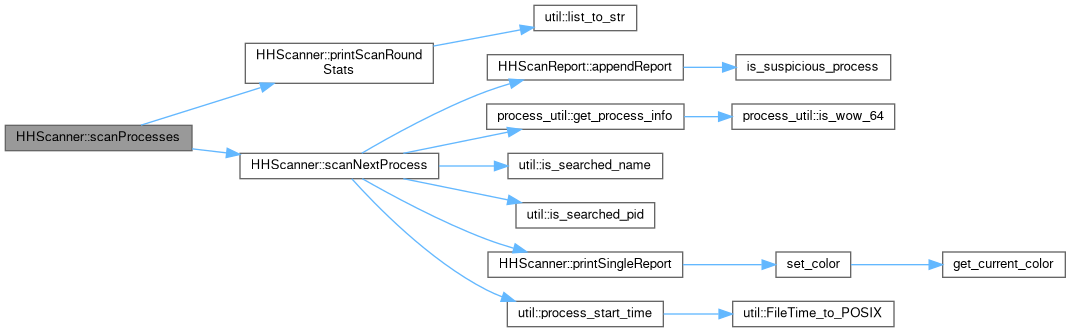 HHScanner::scanProcesses
HHScanner::printScanRound
Stats
util::list_to_str
HHScanner::scanNextProcess
HHScanReport::appendReport
is_suspicious_process
process_util::get_process_info
process_util::is_wow_64
util::is_searched_name
util::is_searched_pid
HHScanner::printSingleReport
set_color
get_current_color
util::process_start_time
util::FileTime_to_POSIX